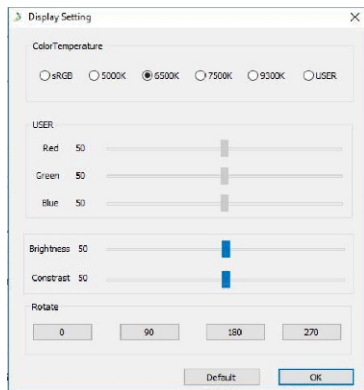 Display Setting
ColorTemperature
sRGB 5000K 6500K 7500K 9300K USER
USER
Red 50
Green 50
Blue 50
Brightness 50
Constrast 50
Rotate
0 90 180 270
Default OK